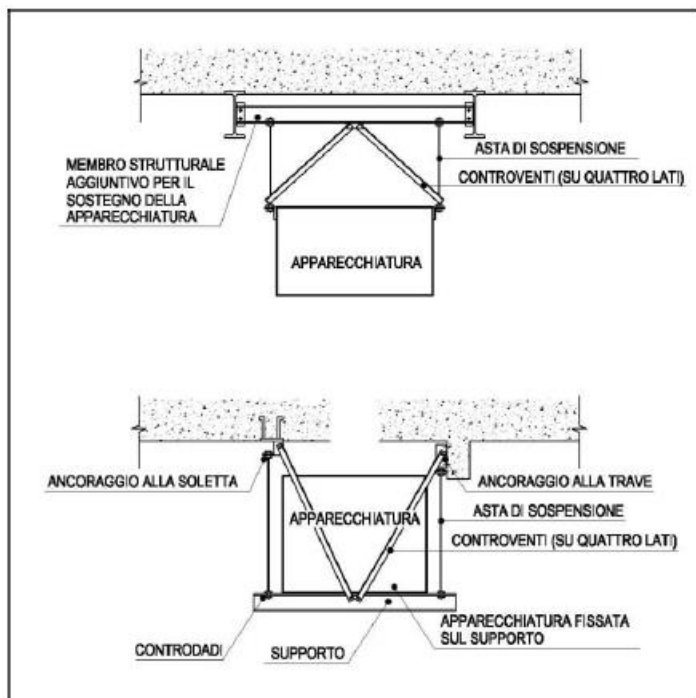 ASTA DI SOSPENSIONE
MEMBRO STRUTTURALE
AGGIUNTIVO PER IL
SOSTEGNO DELLA
APPARECCHIATURA
CONTROVENTI (SU QUATTRO LATI)
APPARECCHIATURA
ANCORAGGIO ALLA SOLETTA
ANCORAGGIO ALLA TRAVE
APPARECCHIATURA
ASTA DI SOSPENSIONE
CONTROVENTI (SU QUATTRO LATI)
APPARECCHIATURA FISSATA
SUL SUPPORTO
CONTRODADI
SUPPORTO